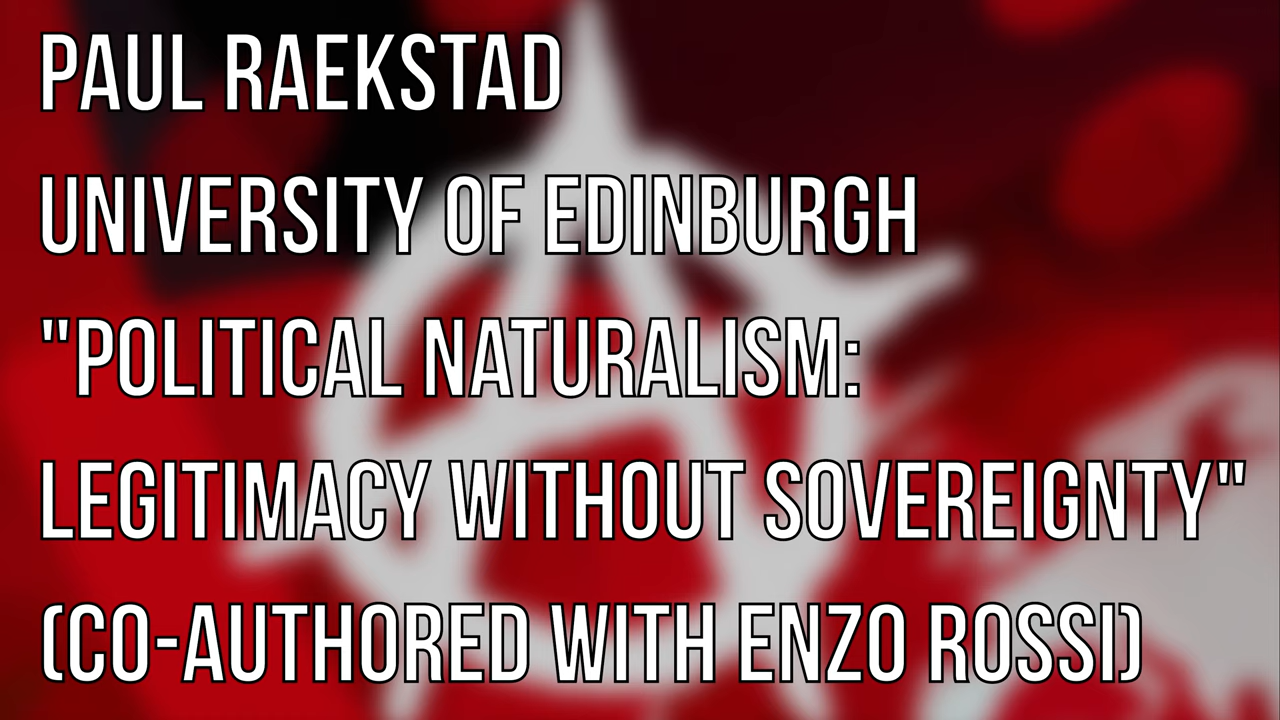 PAUL RAEKSTAD
UNIVERSITY OF EDINBURGH
"POLITICAL NATURALISM:
LEGITIMACY WITHOUT SOVEREIGNTY"
(CO-AUTHORED WITH ENZO ROSSI)